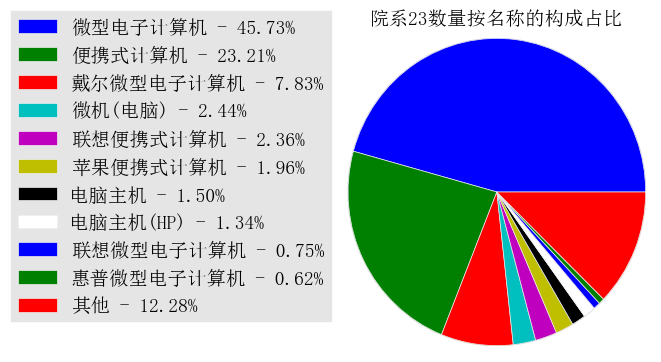 院系23数量按名称的构成占比
微型电子计算机 - 45.73%
便携式计算机 - 23.21%
戴尔微型电子计算机 - 7.83%
微机(电脑) - 2.44%
联想便携式计算机 - 2.36%
苹果便携式计算机 - 1.96%
电脑主机 - 1.50%
电脑主机(HP) - 1.34%
联想微型电子计算机 - 0.75%
惠普微型电子计算机 - 0.62%
其他 - 12.28%